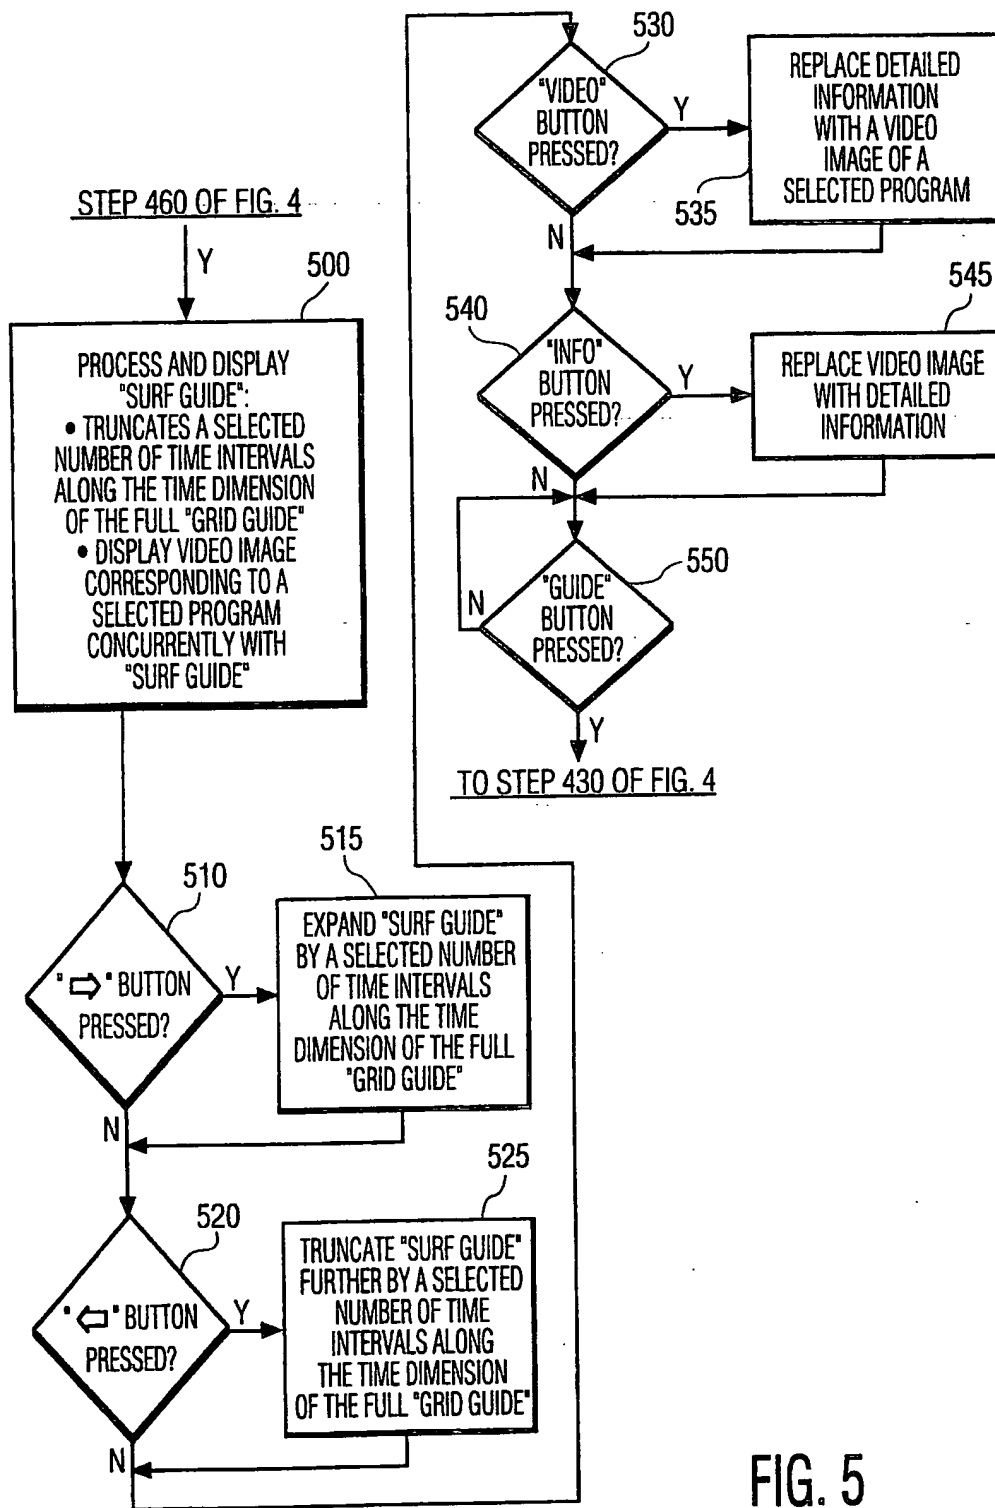 STEP 460 OF FIG. 4
Y
500
PROCESS AND DISPLAY
"SURF GUIDE":
• TRUNCATES A SELECTED
NUMBER OF TIME INTERVALS
ALONG THE TIME DIMENSION
OF THE FULL "GRID GUIDE"
• DISPLAY VIDEO IMAGE
CORRESPONDING TO A
SELECTED PROGRAM
CONCURRENTLY WITH
"SURF GUIDE"
510
"⇨" BUTTON
PRESSED?
Y
N
515
EXPAND "SURF GUIDE"
BY A SELECTED NUMBER
OF TIME INTERVALS
ALONG THE TIME
DIMENSION OF THE FULL
"GRID GUIDE"
520
"⇦" BUTTON
PRESSED?
Y
N
525
TRUNCATE "SURF GUIDE"
FURTHER BY A SELECTED
NUMBER OF TIME
INTERVALS ALONG
THE TIME DIMENSION
OF THE FULL "GRID GUIDE"
530
"VIDEO"
BUTTON
PRESSED?
Y
N
535
REPLACE DETAILED
INFORMATION
WITH A VIDEO
IMAGE OF A
SELECTED PROGRAM
540
"INFO"
BUTTON
PRESSED?
Y
N
545
REPLACE VIDEO IMAGE
WITH DETAILED
INFORMATION
550
"GUIDE"
BUTTON
PRESSED?
N
Y
TO STEP 430 OF FIG. 4
FIG. 5